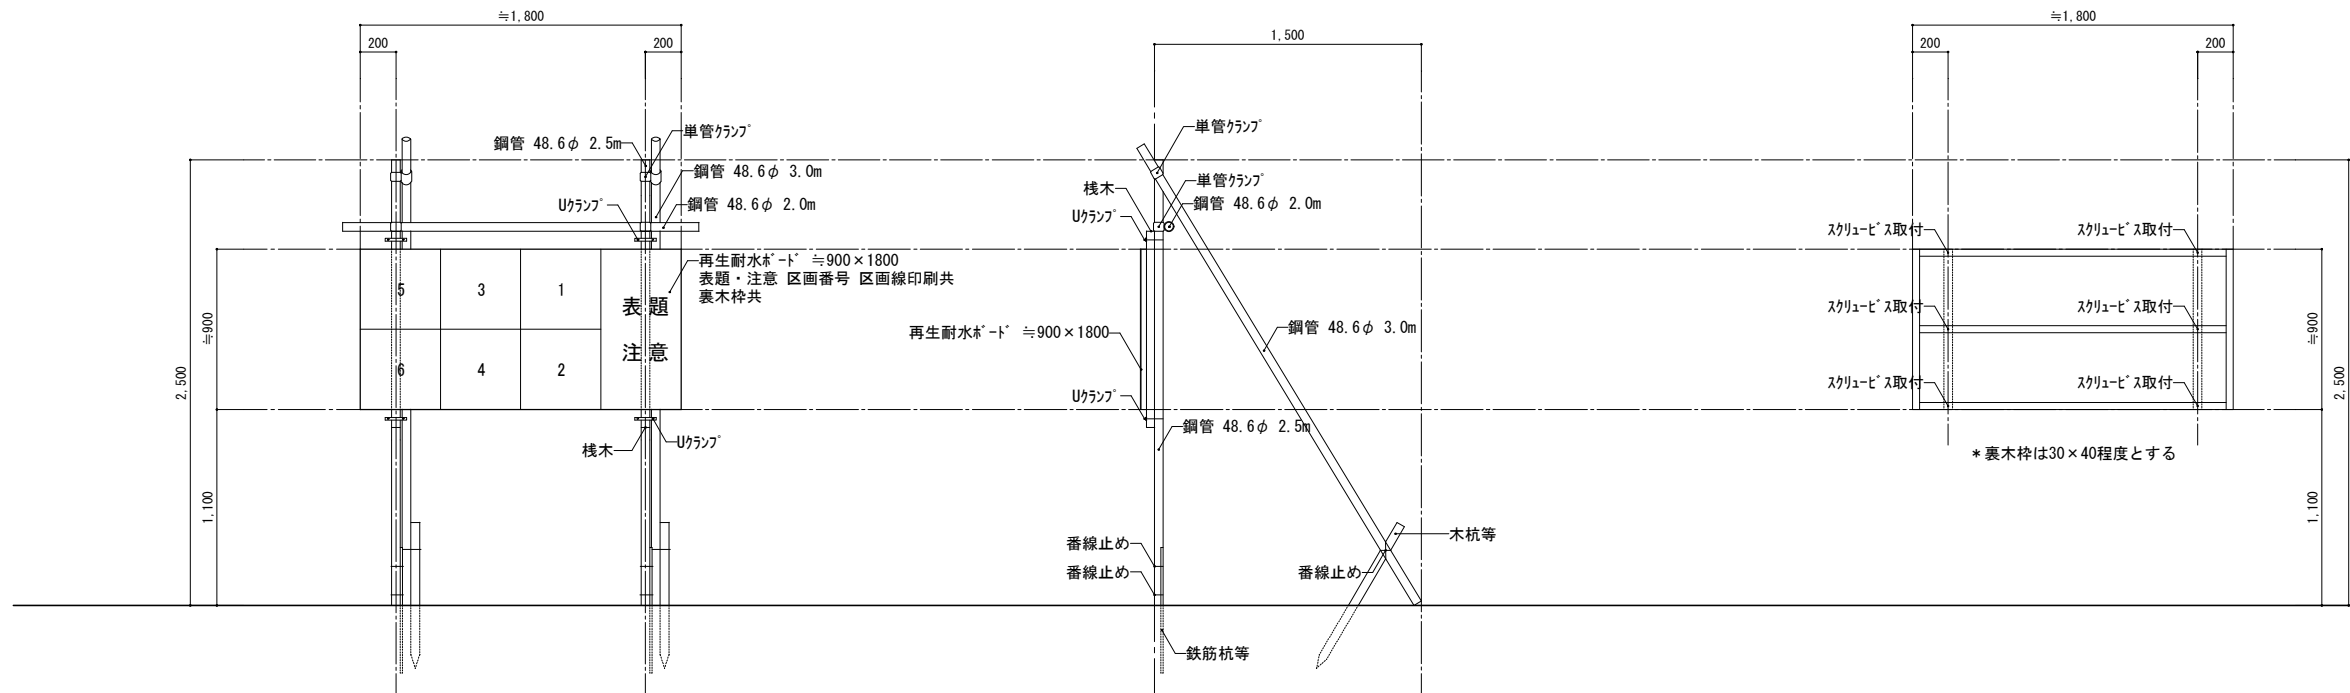 ≒1,800
200
200
単管ｸﾗﾝﾌﾟ
鋼管 48.6φ 2.5m
鋼管 48.6φ 3.0m
Uｸﾗﾝﾌﾟ
鋼管 48.6φ 2.0m
再生耐水ﾎﾞｰﾄﾞ ≒900×1800
表題・注意 区画番号 区画線印刷共
裏木枠共
5
3
1
表題
注意
6
4
2
2,500
≒900
1,100
桟木
Uｸﾗﾝﾌﾟ
1,500
単管ｸﾗﾝﾌﾟ
単管ｸﾗﾝﾌﾟ
桟木
鋼管 48.6φ 2.0m
Uｸﾗﾝﾌﾟ
再生耐水ﾎﾞｰﾄﾞ ≒900×1800
鋼管 48.6φ 3.0m
Uｸﾗﾝﾌﾟ
鋼管 48.6φ 2.5m
番線止め
番線止め
木杭等
番線止め
鉄筋杭等
≒1,800
200
200
ｽｸﾘｭｰﾋﾞｽ取付
ｽｸﾘｭｰﾋﾞｽ取付
ｽｸﾘｭｰﾋﾞｽ取付
ｽｸﾘｭｰﾋﾞｽ取付
ｽｸﾘｭｰﾋﾞｽ取付
ｽｸﾘｭｰﾋﾞｽ取付
＊裏木枠は30×40程度とする
≒900
2,500
1,100